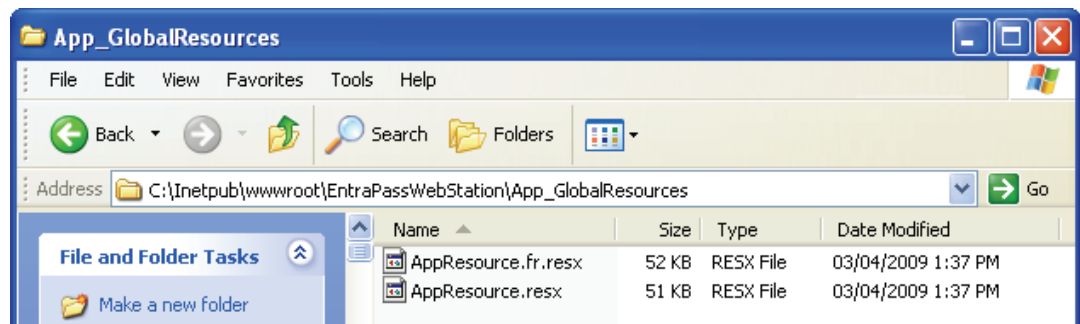 App_GlobalResources
File Edit View Favorites Tools Help
Back Search Folders
Address C:\Inetpub\wwwroot\EntraPassWebStation\App_GlobalResources Go
Name Size Type Date Modified
File and Folder Tasks
AppResource.fr.resx 52 KB RESX File 03/04/2009 1:37 PM
AppResource.resx 51 KB RESX File 03/04/2009 1:37 PM
Make a new folder